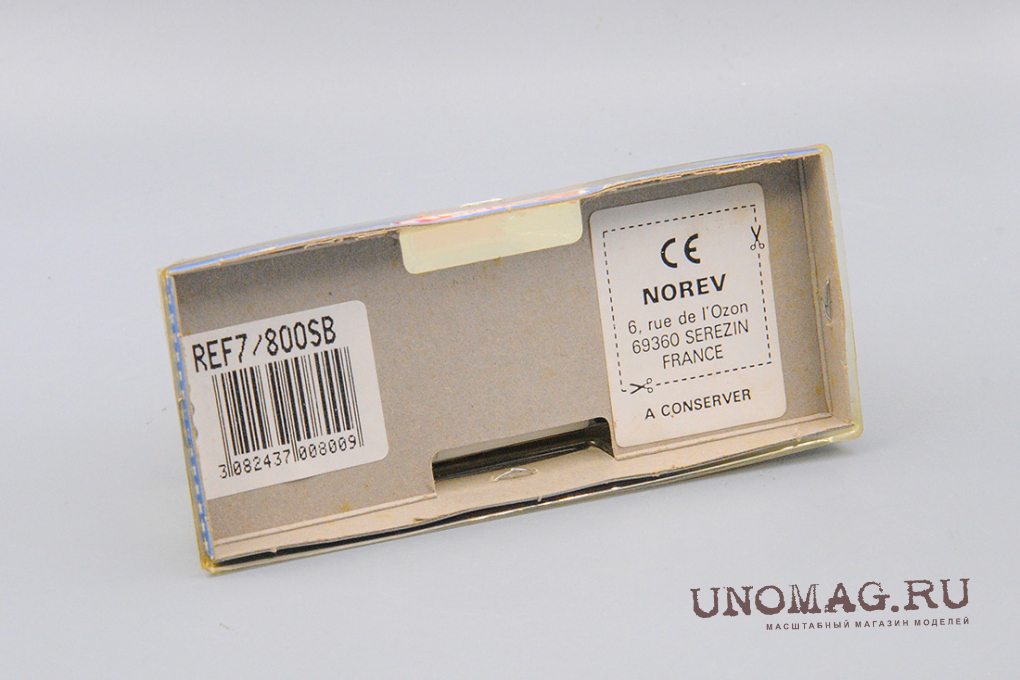 REF7/800SB
3 082437 008009
CE
NOREV
6, rue de l'Ozon
69360 SEREZIN
FRANCE
A CONSERVER
UNOMAG.RU
МАСШТАБНЫЙ МАГАЗИН МОДЕЛЕЙ